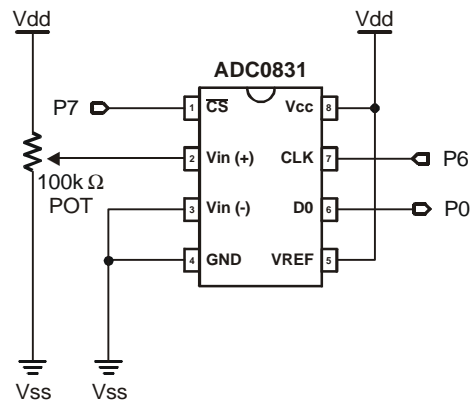 Vdd
Vdd
ADC0831
P7
1
CS
Vcc
8
2
Vin (+)
CLK
7
P6
100k Ω
POT
3
Vin (-)
D0
6
P0
4
GND
VREF
5
Vss
Vss